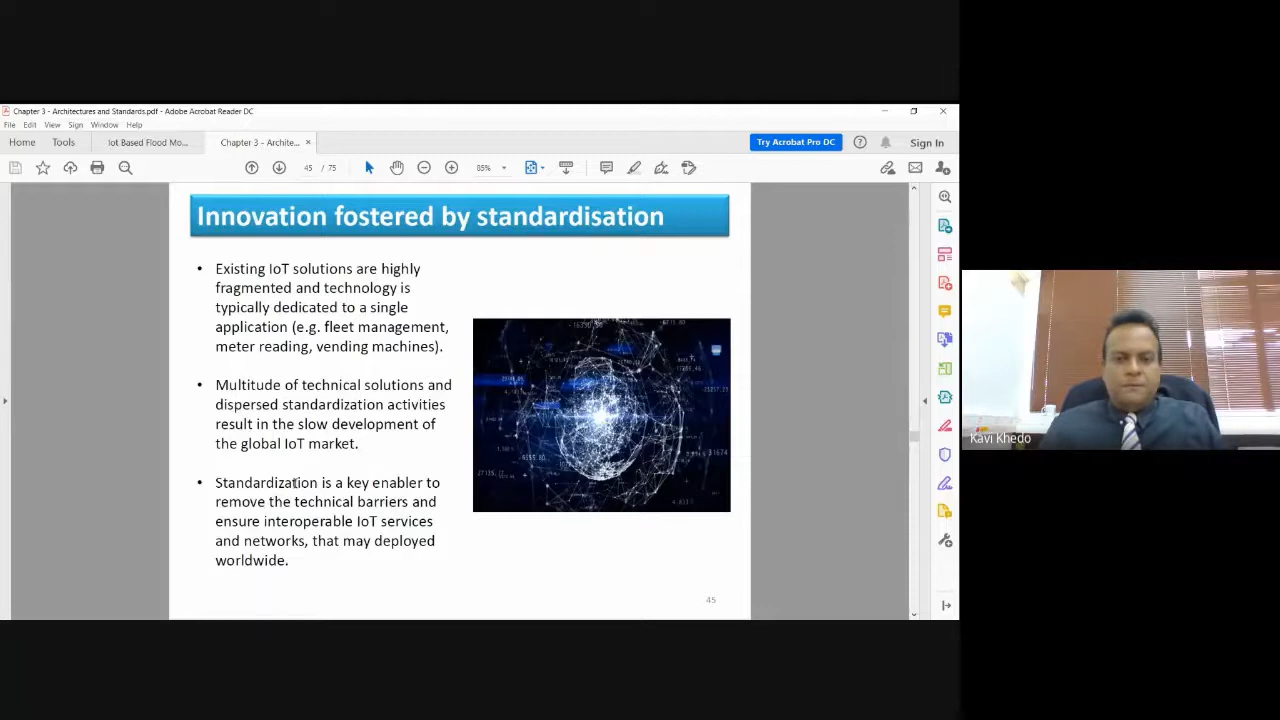 Chapter 3 - Architectures and Standards.pdf - Adobe Acrobat Reader DC
File Edit View Sign Window Help
Home Tools Iot Based Flood Mo... Chapter 3 - Archite... × Try Acrobat Pro DC Sign In
45 / 75 85%
Innovation fostered by standardisation
• Existing IoT solutions are highly
fragmented and technology is
typically dedicated to a single
application (e.g. fleet management,
meter reading, vending machines).
• Multitude of technical solutions and
dispersed standardization activities
result in the slow development of
the global IoT market.
• Standardization is a key enabler to
remove the technical barriers and
ensure interoperable IoT services
and networks, that may deployed
worldwide.
45
Kavi Khedo